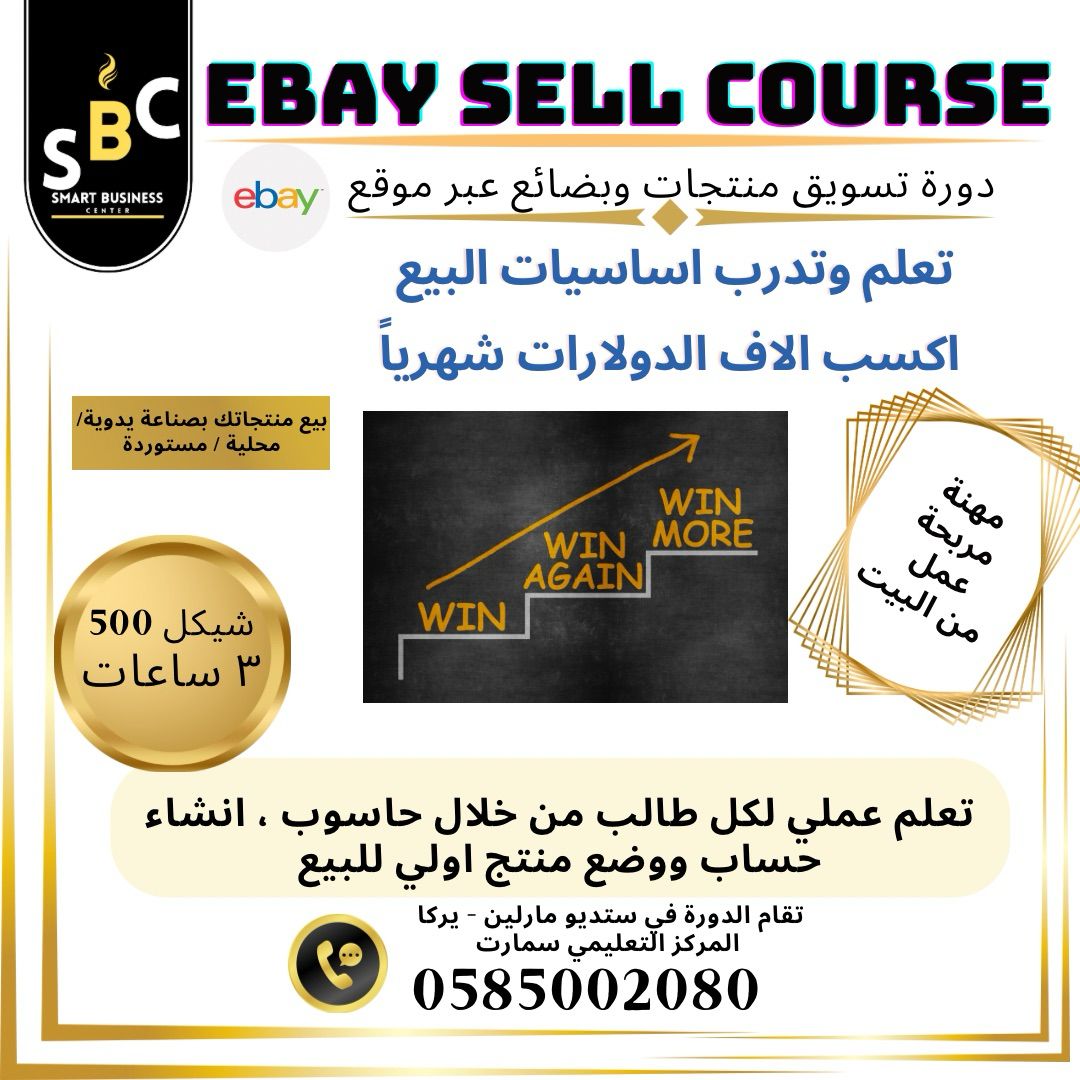 SBC
SMART BUSINESS
CENTER
EBAY SELL COURSE
ebay
دورة تسويق منتجات وبضائع عبر موقع
تعلم وتدرب اساسيات البيع
اكسب الاف الدولارات شهرياً
بيع منتجاتك بصناعة يدوية/
محلية / مستوردة
WIN
WIN
AGAIN
WIN
MORE
مهنة
مربحة
عمل
من البيت
500 شيكل
٣ ساعات
تعلم عملي لكل طالب من خلال حاسوب ، انشاء
حساب ووضع منتج اولي للبيع
تقام الدورة في ستديو مارلين - يركا
المركز التعليمي سمارت
0585002080